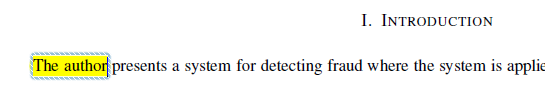 I. INTRODUCTION
The author presents a system for detecting fraud where the system is applie